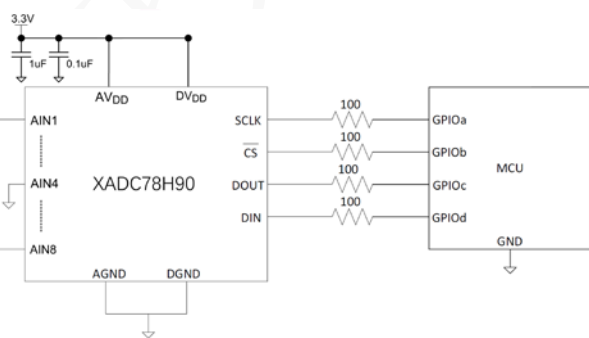 3.3V
1uF
0.1uF
AVDD
DVDD
AIN1
AIN4
AIN8
XADC78H90
SCLK
CS
DOUT
DIN
AGND
DGND
100
100
100
100
GPIOa
GPIOb
GPIOc
GPIOd
MCU
GND